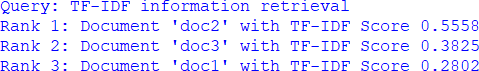 Query: TF-IDF information retrieval
Rank 1: Document 'doc2' with TF-IDF Score 0.5558
Rank 2: Document 'doc3' with TF-IDF Score 0.3825
Rank 3: Document 'doc1' with TF-IDF Score 0.2802